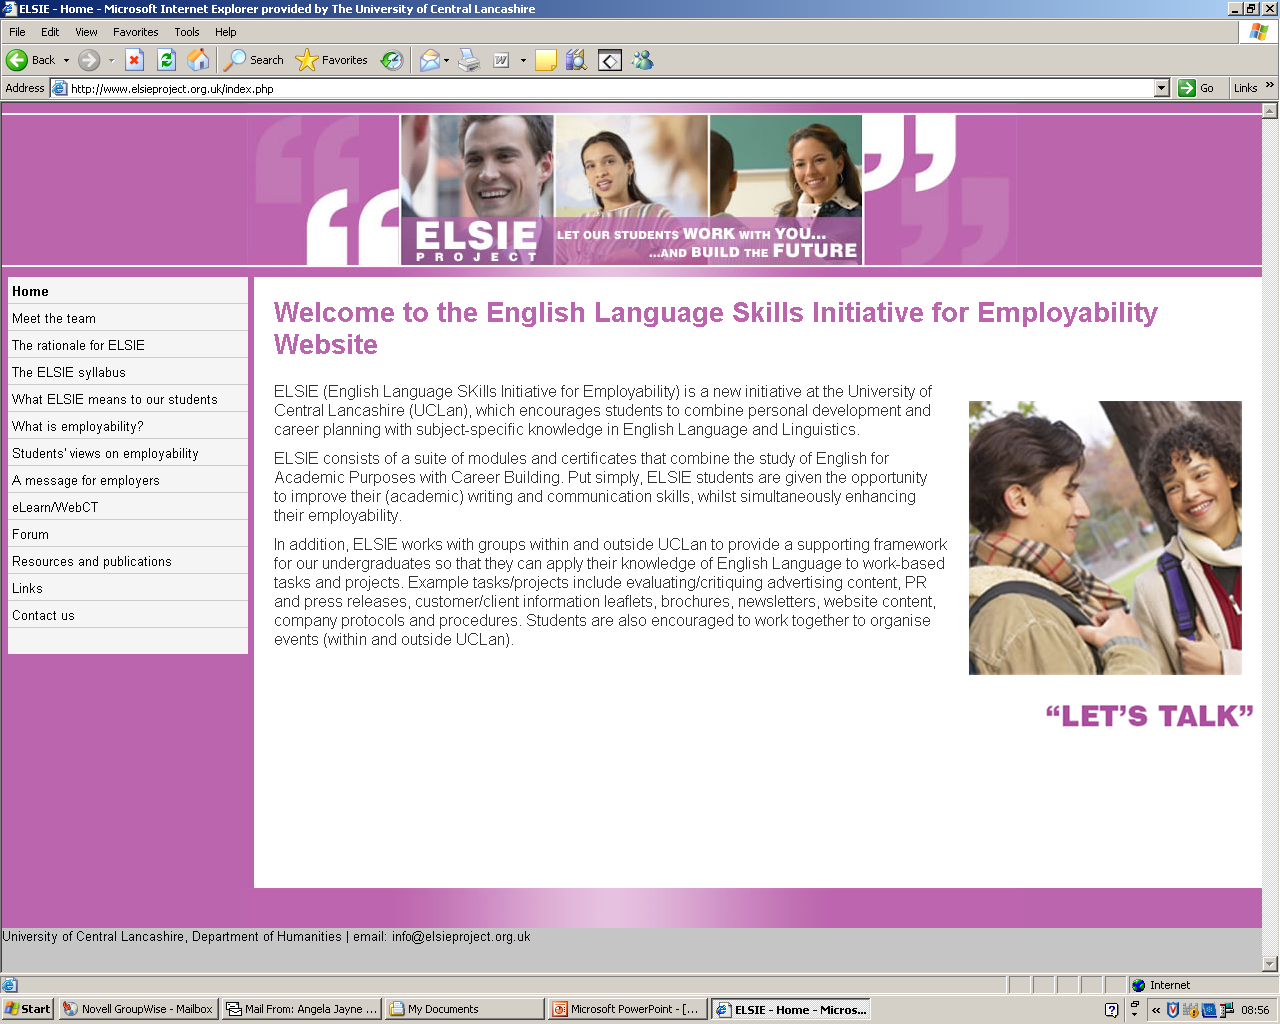 ELSIE - Home - Microsoft Internet Explorer provided by The University of Central Lancashire
File Edit View Favorites Tools Help
Back Search Favorites
Address http://www.elsieproject.org.uk/index.php Go Links »
ELSIE
PROJECT
LET OUR STUDENTS WORK WITH YOU...
...AND BUILD THE FUTURE
Home
Meet the team
The rationale for ELSIE
The ELSIE syllabus
What ELSIE means to our students
What is employability?
Students' views on employability
A message for employers
eLearn/WebCT
Forum
Resources and publications
Links
Contact us
Welcome to the English Language Skills Initiative for Employability
Website
ELSIE (English Language SKills Initiative for Employability) is a new initiative at the University of
Central Lancashire (UCLan), which encourages students to combine personal development and
career planning with subject-specific knowledge in English Language and Linguistics.
ELSIE consists of a suite of modules and certificates that combine the study of English for
Academic Purposes with Career Building. Put simply, ELSIE students are given the opportunity
to improve their (academic) writing and communication skills, whilst simultaneously enhancing
their employability.
In addition, ELSIE works with groups within and outside UCLan to provide a supporting framework
for our undergraduates so that they can apply their knowledge of English Language to work-based
tasks and projects. Example tasks/projects include evaluating/critiquing advertising content, PR
and press releases, customer/client information leaflets, brochures, newsletters, website content,
company protocols and procedures. Students are also encouraged to work together to organise
events (within and outside UCLan).
“LET’S TALK”
University of Central Lancashire, Department of Humanities | email: info@elsieproject.org.uk
Internet
Start Novell GroupWise - Mailbox Mail From: Angela Jayne ... My Documents Microsoft PowerPoint - [... ELSIE - Home - Micros... « 08:56